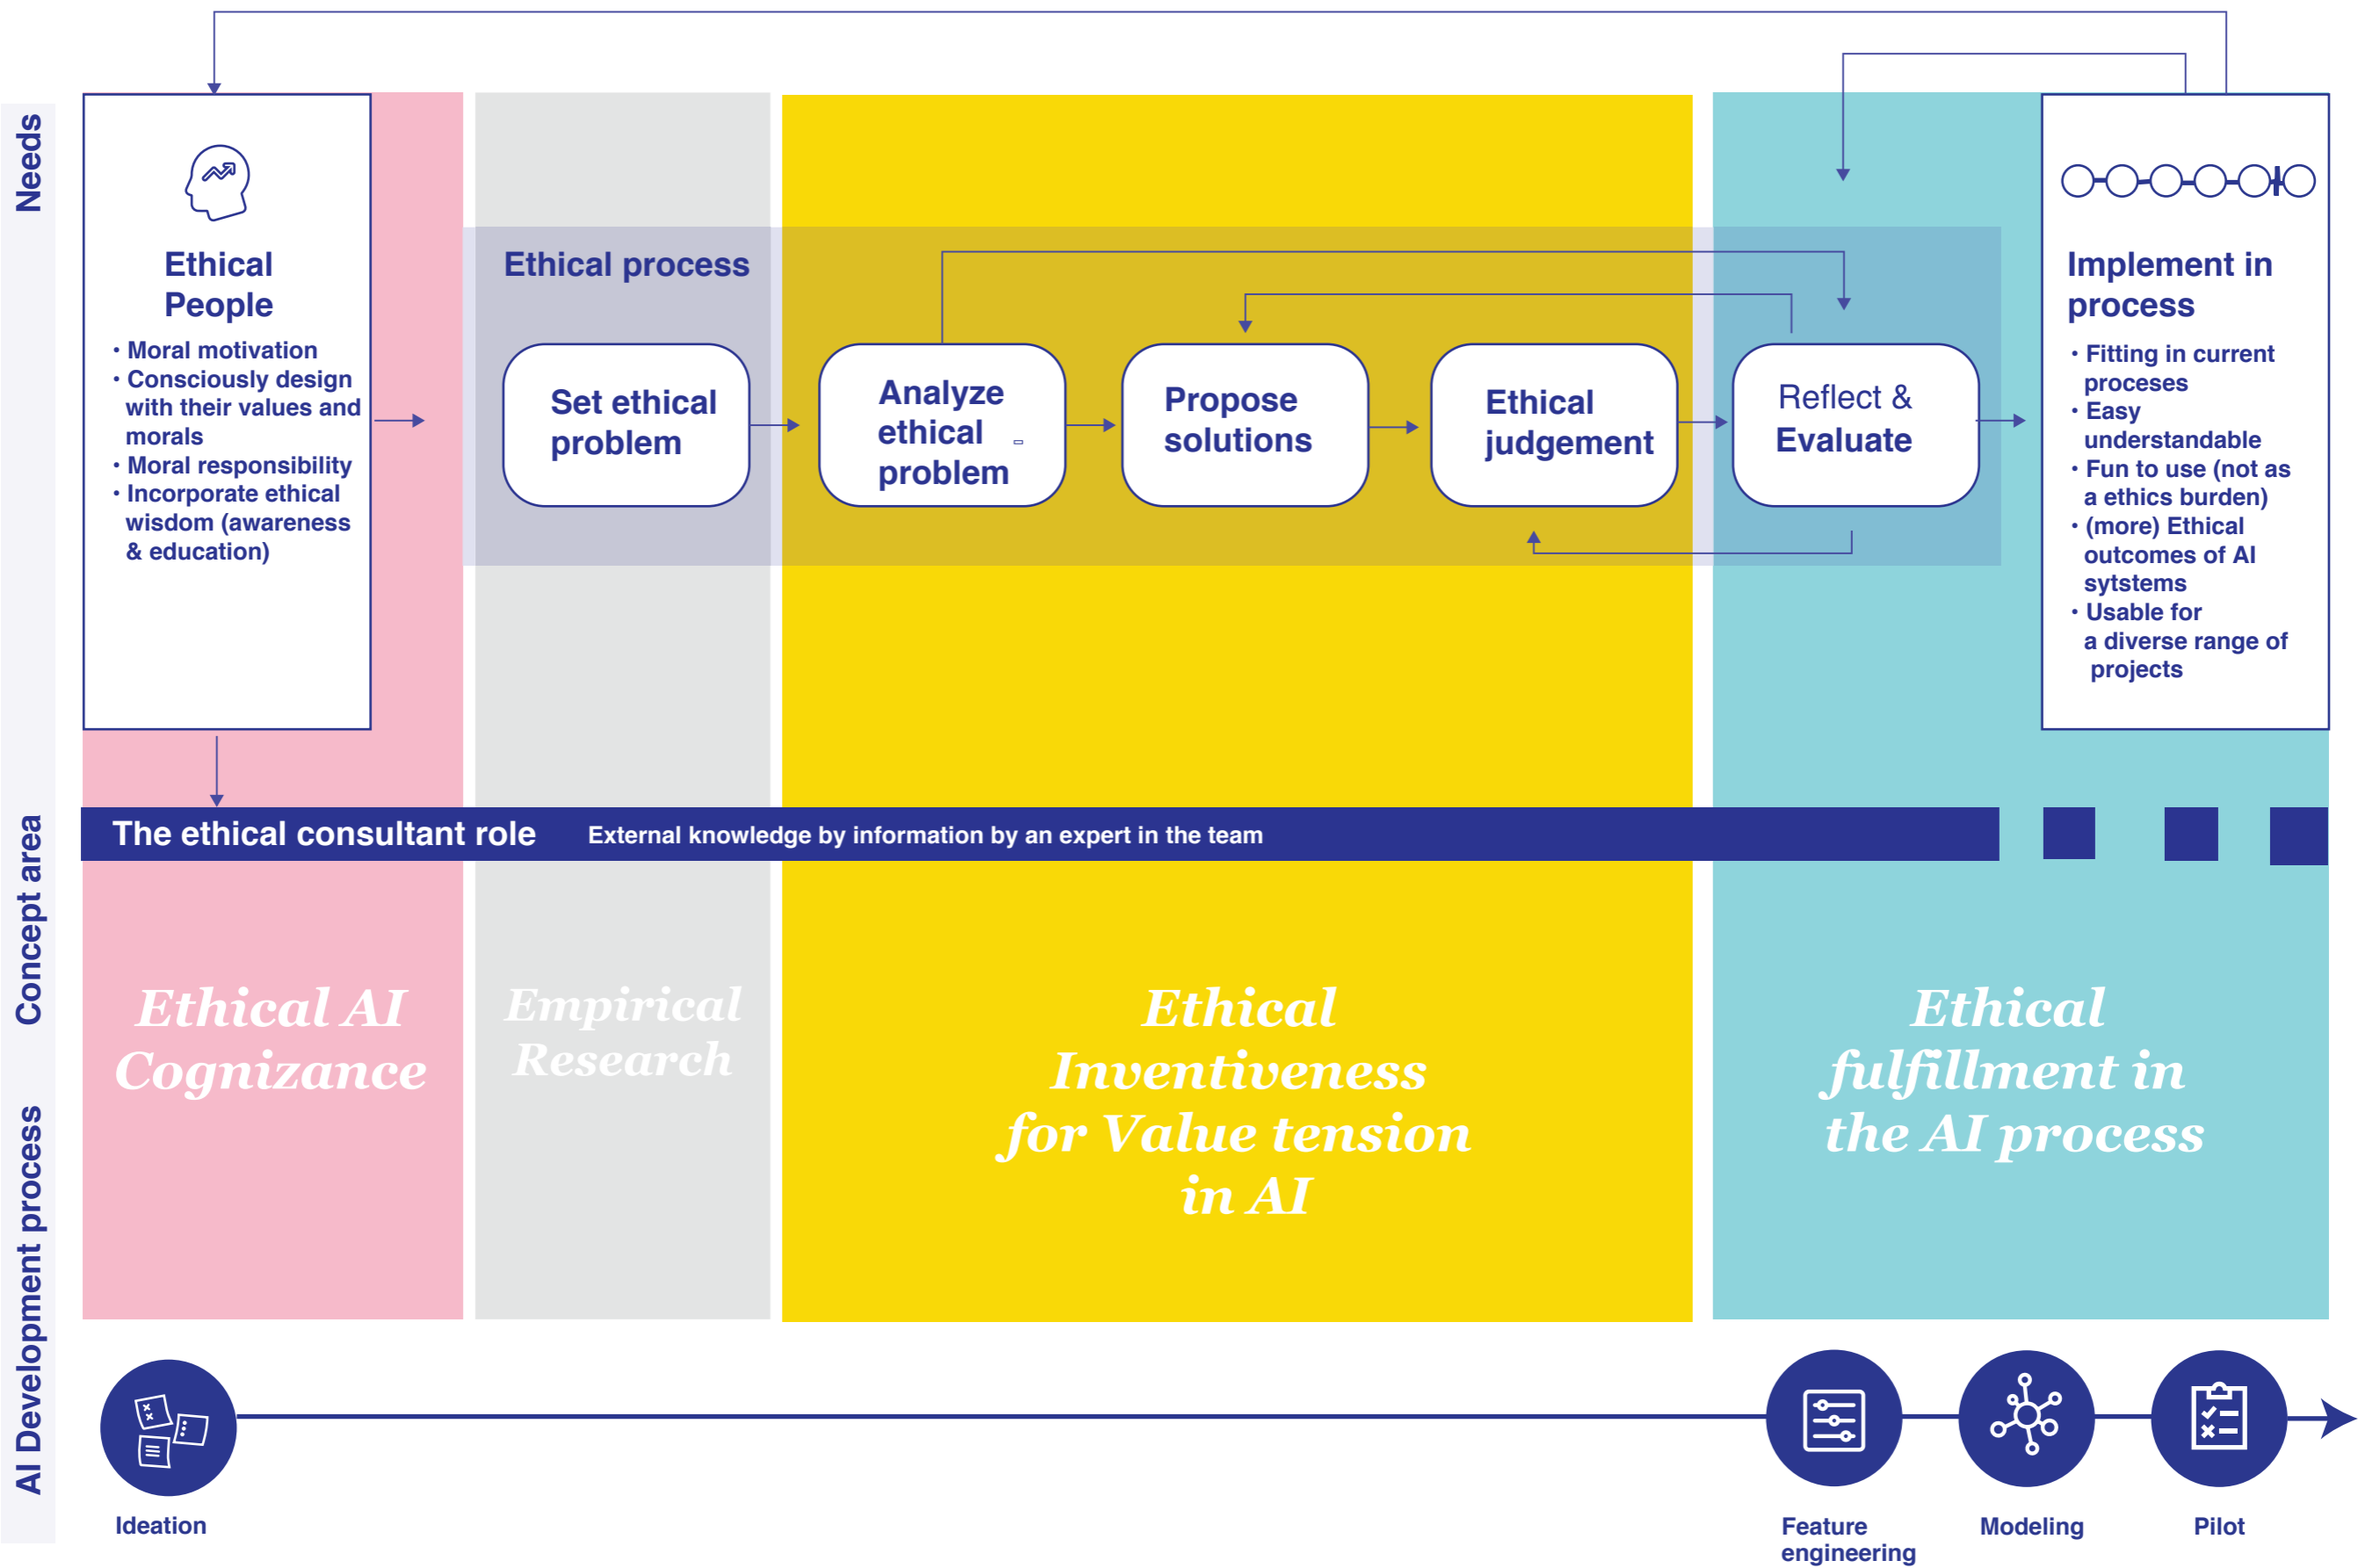 Needs
Concept area
AI Development process
Ethical
People
• Moral motivation
• Consciously design
with their values and
morals
• Moral responsibility
• Incorporate ethical
wisdom (awareness
& education)
Ethical process
Set ethical
problem
Analyze
ethical
problem
Propose
solutions
Ethical
judgement
Reflect &
Evaluate
Implement in
process
• Fitting in current
proceses
• Easy
understandable
• Fun to use (not as
a ethics burden)
• (more) Ethical
outcomes of AI
sytstems
• Usable for
a diverse range of
projects
The ethical consultant role
External knowledge by information by an expert in the team
Ethical AI
Cognizance
Empirical
Research
Ethical
Inventiveness
for Value tension
in AI
Ethical
fulfillment in
the AI process
Ideation
Feature
engineering
Modeling
Pilot